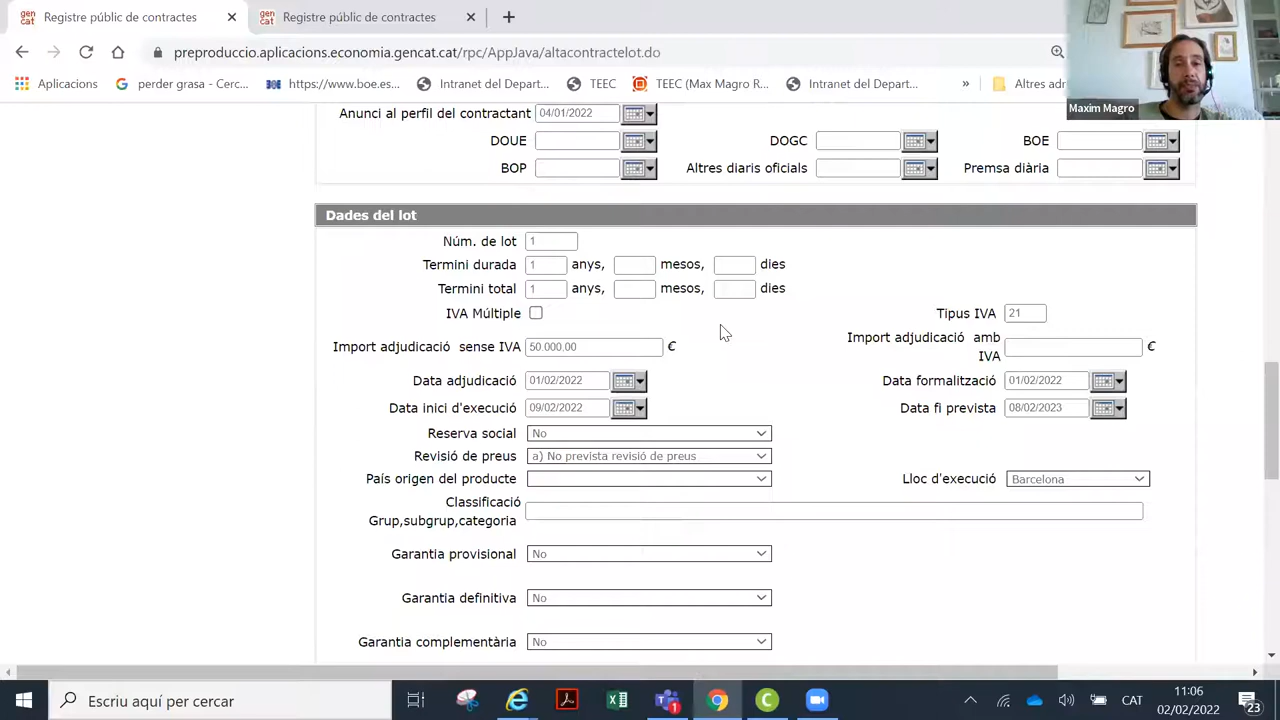 gen cat Registre públic de contractes × gen cat Registre públic de contractes × +
preproduccio.aplicacions.economia.gencat.cat/rpc/AppJava/altacontractelot.do
Aplicacions perder grasa - Cerc... https://www.boe.es... Intranet del Depart... TEEC TEEC (Max Magro R... Intranet del Depart... » Altres adr
Maxim Magro
Anunci al perfil del contractant 04/01/2022
DOUE DOGC BOE
BOP Altres diaris oficials Premsa diària
Dades del lot
Núm. de lot 1
Termini durada 1 anys, mesos, dies
Termini total 1 anys, mesos, dies
IVA Múltiple Tipus IVA 21
Import adjudicació sense IVA 50.000,00 € Import adjudicació amb
IVA €
Data adjudicació 01/02/2022 Data formalització 01/02/2022
Data inici d'execució 09/02/2022 Data fi prevista 08/02/2023
Reserva social No
Revisió de preus a) No prevista revisió de preus
País origen del producte Lloc d'execució Barcelona
Classificació
Grup,subgrup,categoria
Garantia provisional No
Garantia definitiva No
Garantia complementària No
Escriu aquí per cercar CAT 11:06
02/02/2022 23